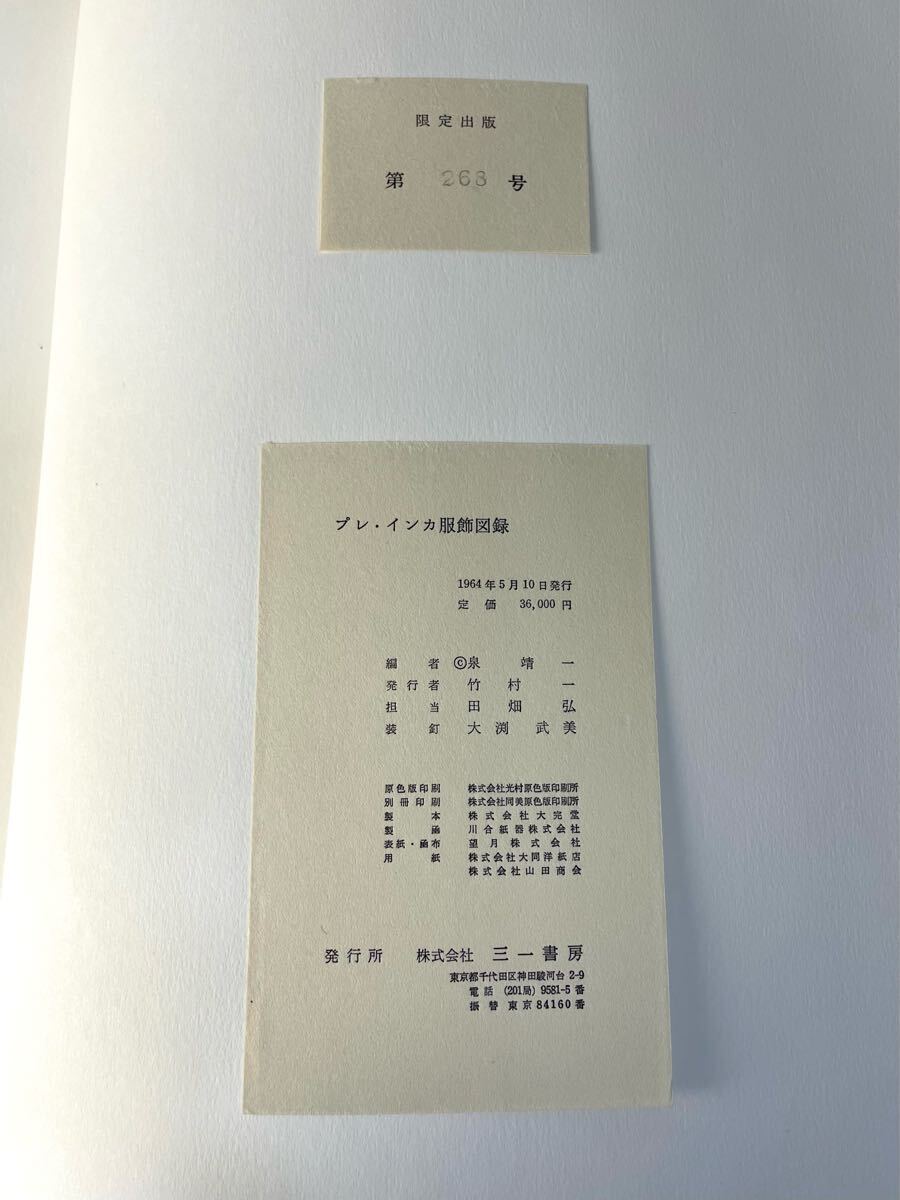 限定出版
第 268 号
プレ・インカ服飾図録
1964年5月10日発行
定価 36,000円
編者 ©泉靖一
発行者 竹村一
担当 田畑弘
装釘 大渕武美
原色版印刷 株式会社光村原色版印刷所
別冊印刷 株式会社同美原色版印刷所
製本 株式会社大完堂
製函 川合紙器株式会社
表紙・函布 望月株式会社
用紙 株式会社大同洋紙店
株式会社山田商会
発行所 株式会社 三一書房
東京都千代田区神田駿河台 2-9
電話 (201局) 9581-5番
振替 東京84160番